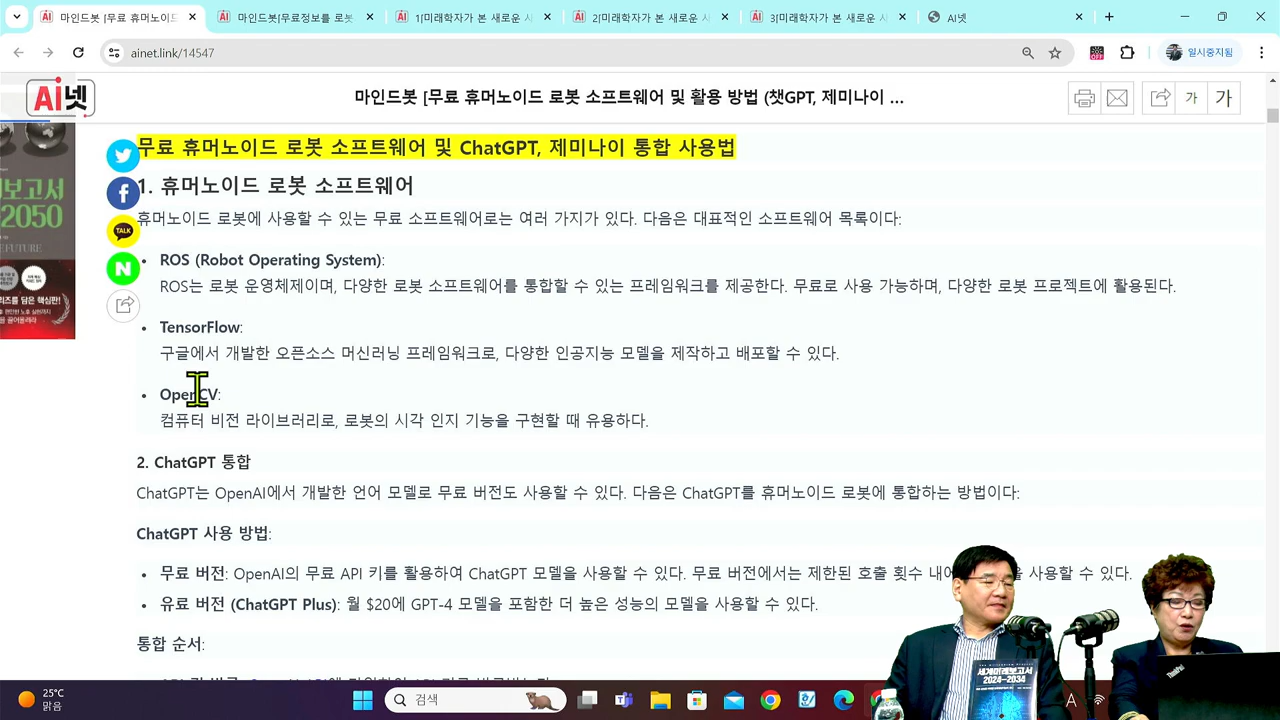 마인드봇 [무료 휴머노이드
마인드봇[무료정보를 로봇
1[미래학자가 본 새로운 시
2[미래학자가 본 새로운 시
3[미래학자가 본 새로운 시
AI넷
ainet.link/14547
OFF
일시중지됨
Ai넷
마인드봇 [무료 휴머노이드 로봇 소프트웨어 및 활용 방법 (챗GPT, 제미나이 ...
가 가
보고서
2050
무료 휴머노이드 로봇 소프트웨어 및 ChatGPT, 제미나이 통합 사용법
1. 휴머노이드 로봇 소프트웨어
휴머노이드 로봇에 사용할 수 있는 무료 소프트웨어로는 여러 가지가 있다. 다음은 대표적인 소프트웨어 목록이다:
TALK
N
• ROS (Robot Operating System):
ROS는 로봇 운영체제이며, 다양한 로봇 소프트웨어를 통합할 수 있는 프레임워크를 제공한다. 무료로 사용 가능하며, 다양한 로봇 프로젝트에 활용된다.
• TensorFlow:
구글에서 개발한 오픈소스 머신러닝 프레임워크로, 다양한 인공지능 모델을 제작하고 배포할 수 있다.
• OpenCV:
컴퓨터 비전 라이브러리로, 로봇의 시각 인지 기능을 구현할 때 유용하다.
2. ChatGPT 통합
ChatGPT는 OpenAI에서 개발한 언어 모델로 무료 버전도 사용할 수 있다. 다음은 ChatGPT를 휴머노이드 로봇에 통합하는 방법이다:
ChatGPT 사용 방법:
• 무료 버전: OpenAI의 무료 API 키를 활용하여 ChatGPT 모델을 사용할 수 있다. 무료 버전에서는 제한된 호출 횟수 내에 사용할 수 있다.
• 유료 버전 (ChatGPT Plus): 월 $20에 GPT-4 모델을 포함한 더 높은 성능의 모델을 사용할 수 있다.
통합 순서:
세계미래보고서
2024-2034
ThinkPad
25°C
맑음
검색
A